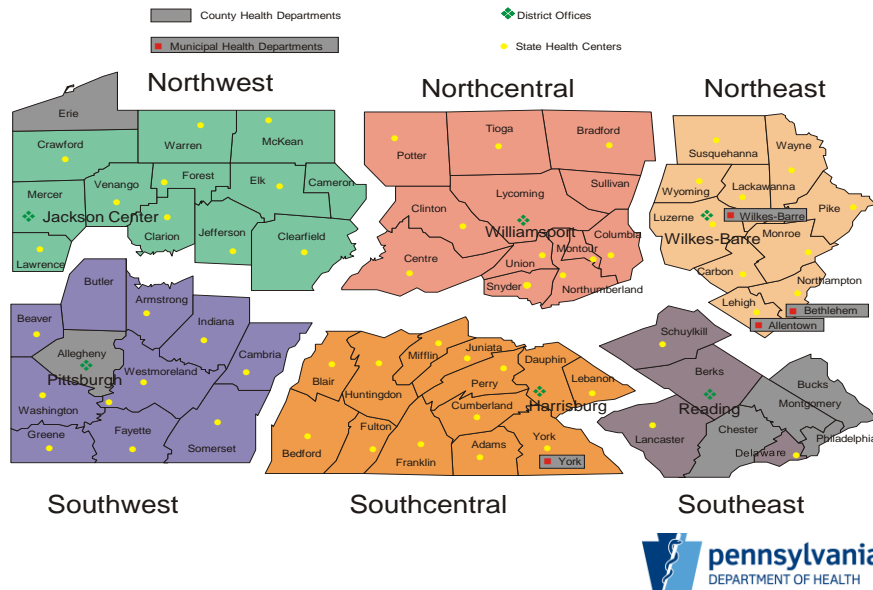 County Health Departments
District Offices
Municipal Health Departments
State Health Centers
Northwest
Northcentral
Northeast
Erie
Crawford
Warren
McKean
Mercer
Venango
Forest
Elk
Cameron
Jackson Center
Clarion
Jefferson
Clearfield
Lawrence
Potter
Tioga
Bradford
Clinton
Lycoming
Sullivan
Williamsport
Centre
Union
Montour
Columbia
Snyder
Northumberland
Susquehanna
Wayne
Wyoming
Lackawanna
Pike
Luzerne
Wilkes-Barre
Wilkes-Barre
Monroe
Carbon
Northampton
Lehigh
Bethlehem
Allentown
Butler
Armstrong
Beaver
Indiana
Allegheny
Cambria
Pittsburgh
Westmoreland
Washington
Greene
Fayette
Somerset
Blair
Huntingdon
Mifflin
Juniata
Dauphin
Perry
Lebanon
Cumberland
Harrisburg
Bedford
Fulton
Franklin
Adams
York
York
Schuylkill
Berks
Bucks
Reading
Montgomery
Lancaster
Chester
Philadelphia
Delaware
Southwest
Southcentral
Southeast
pennsylvania
DEPARTMENT OF HEALTH